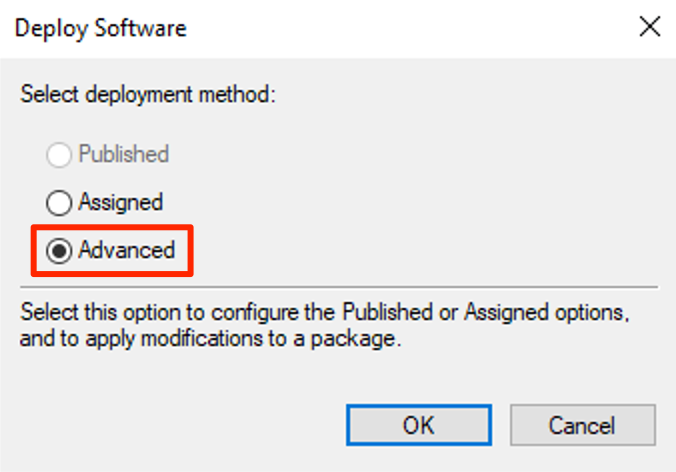 Deploy Software
Select deployment method:
Published
Assigned
Advanced
Select this option to configure the Published or Assigned options,
and to apply modifications to a package.
OK
Cancel